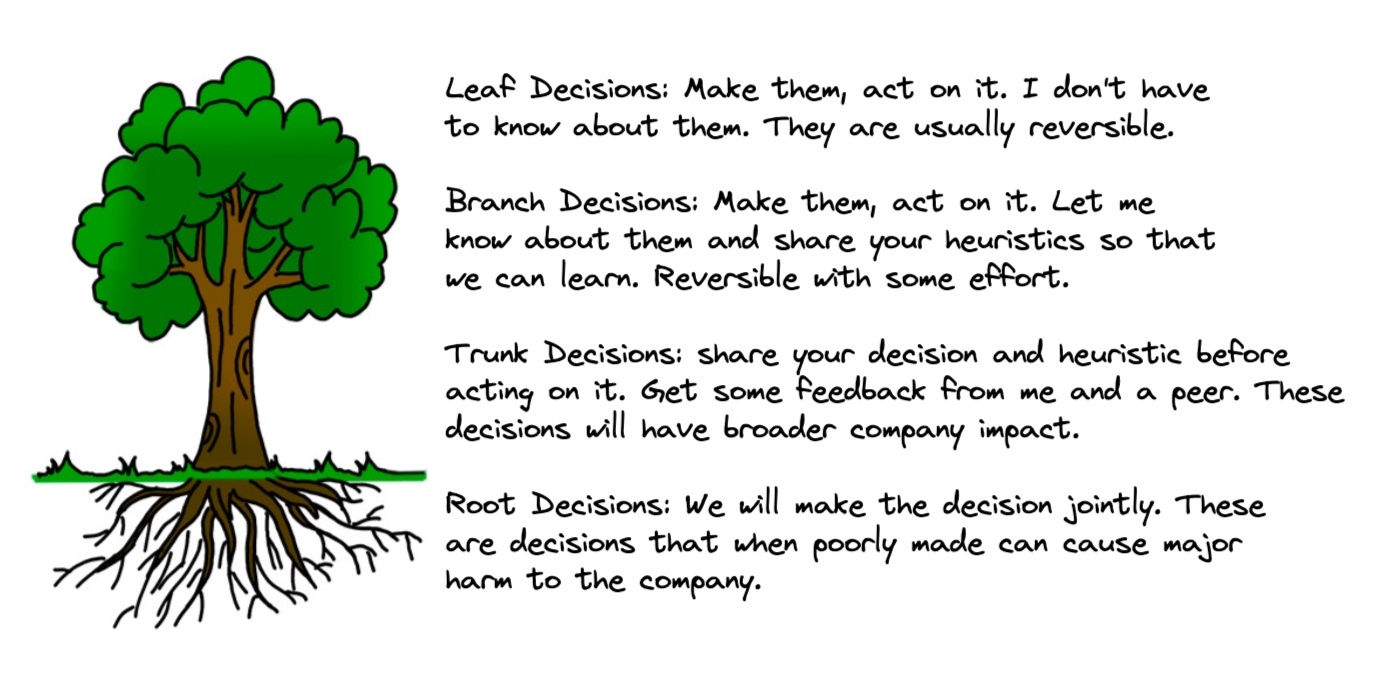 Leaf Decisions: Make them, act on it. I don't have
to know about them. They are usually reversible.
Branch Decisions: Make them, act on it. Let me
know about them and share your heuristics so that
we can learn. Reversible with some effort.
Trunk Decisions: share your decision and heuristic before
acting on it. Get some feedback from me and a peer. These
decisions will have broader company impact.
Root Decisions: We will make the decision jointly. These
are decisions that when poorly made can cause major
harm to the company.